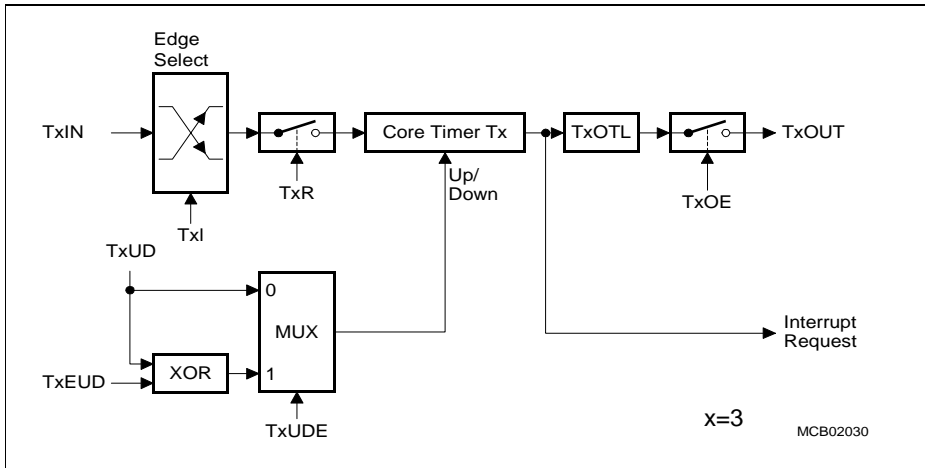 Edge
Select
TxIN
Core Timer Tx
TxOTL
TxOUT
TxR
Up/
Down
TxOE
TxI
TxUD
0
MUX
XOR
1
TxEUD
TxUDE
Interrupt
Request
x=3
MCB02030